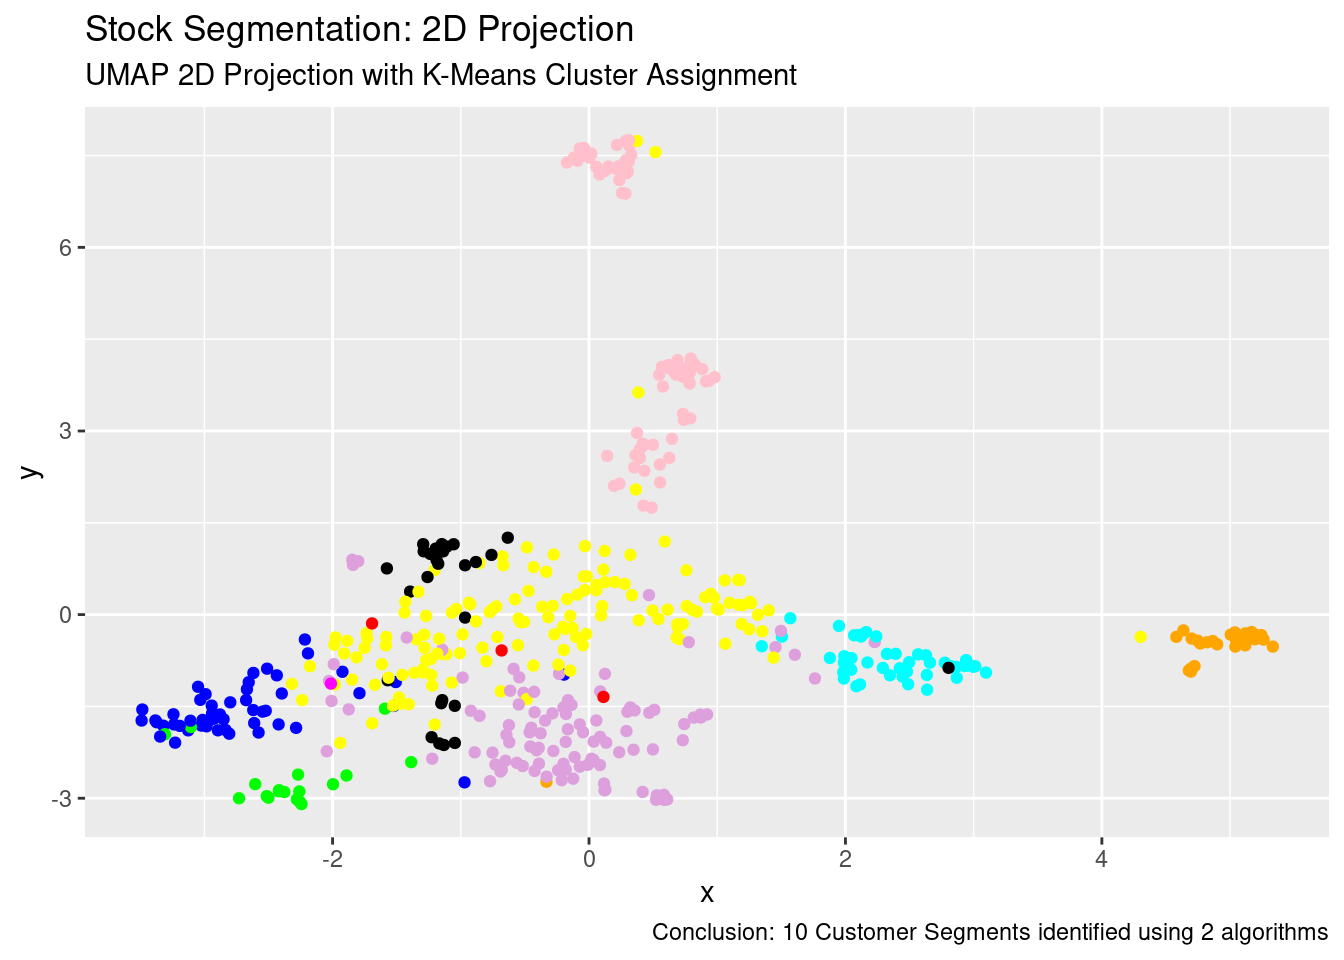 Stock Segmentation: 2D Projection
UMAP 2D Projection with K-Means Cluster Assignment
6
3
0
-3
y
-2
0
2
4
x
Conclusion: 10 Customer Segments identified using 2 algorithms